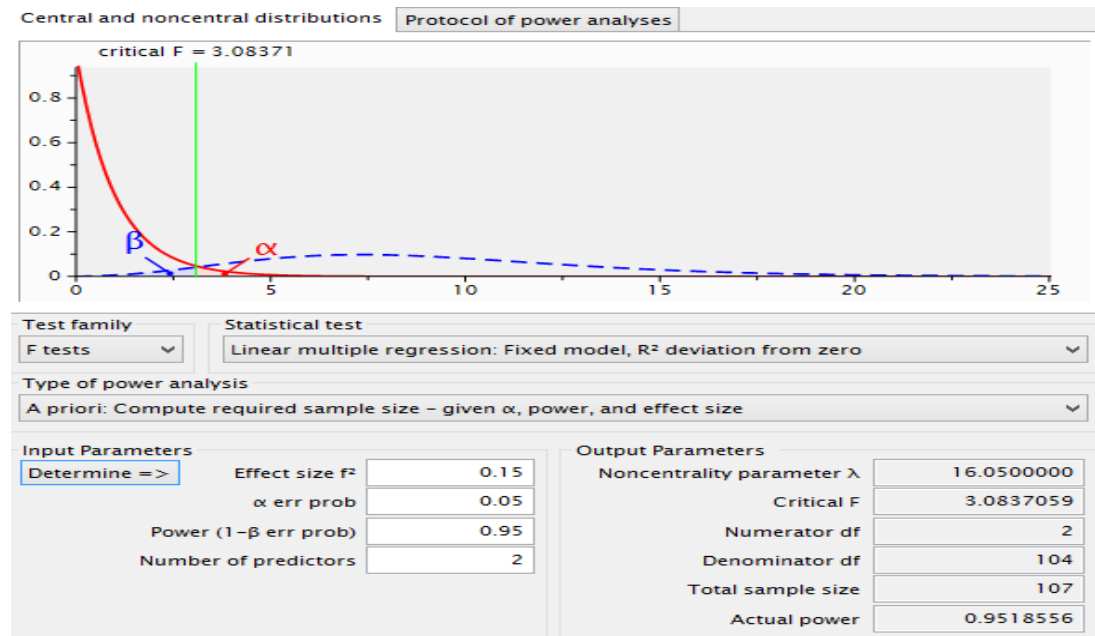 Central and noncentral distributions Protocol of power analyses
critical F = 3.08371
0.8
0.6
0.4
0.2
0
β
α
0 5 10 15 20 25
Test family Statistical test
F tests Linear multiple regression: Fixed model, R² deviation from zero
Type of power analysis
A priori: Compute required sample size – given α, power, and effect size
Input Parameters Output Parameters
Determine => Effect size f² 0.15 Noncentrality parameter λ 16.0500000
α err prob 0.05 Critical F 3.0837059
Power (1-β err prob) 0.95 Numerator df 2
Number of predictors 2 Denominator df 104
Total sample size 107
Actual power 0.9518556